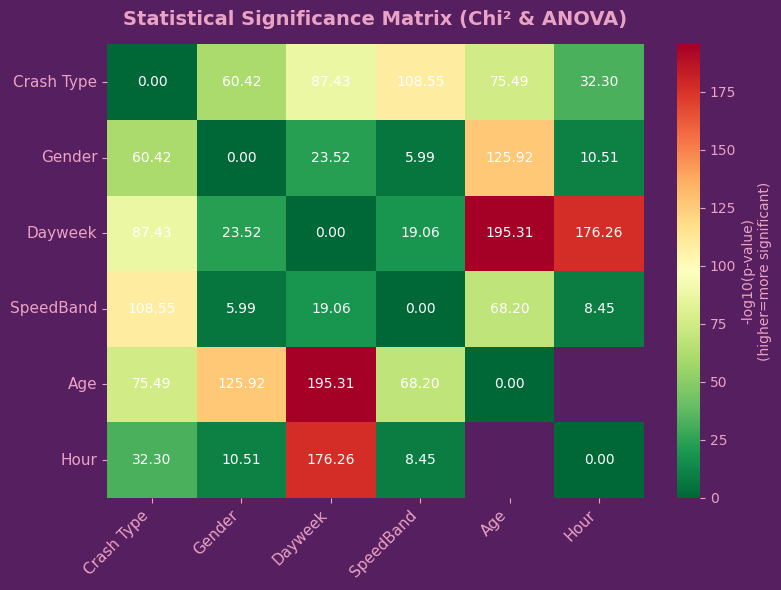 Statistical Significance Matrix (Chi² & ANOVA)
Crash Type 0.00 60.42 87.43 108.55 75.49 32.30
Gender 60.42 0.00 23.52 5.99 125.92 10.51
Dayweek 87.43 23.52 0.00 19.06 195.31 176.26
SpeedBand 108.55 5.99 19.06 0.00 68.20 8.45
Age 75.49 125.92 195.31 68.20 0.00
Hour 32.30 10.51 176.26 8.45 0.00
Crash Type Gender Dayweek SpeedBand Age Hour
175
150
125
100
75
50
25
0
-log10(p-value)
(higher=more significant)